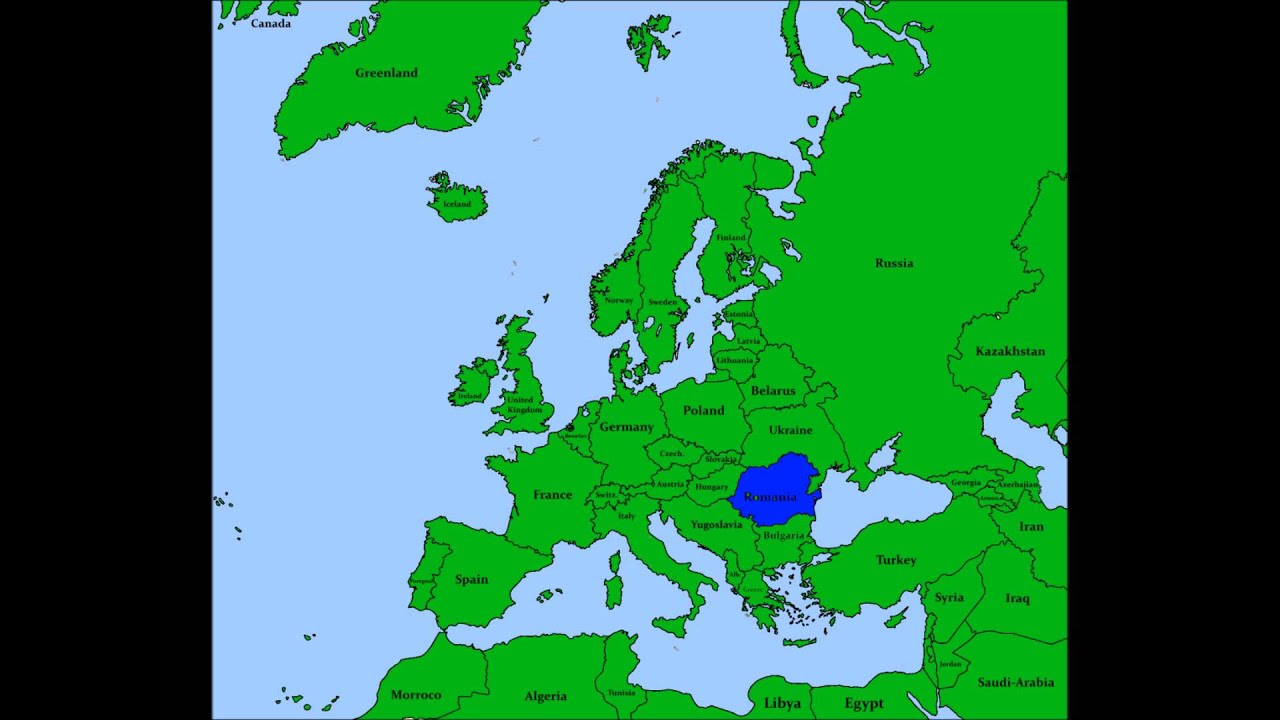 Canada
Greenland
Iceland
Finland
Russia
Norway
Sweden
Estonia
Latvia
Kazakhstan
Lithuania
Belarus
Ireland
United
Kingdom
Poland
Germany
Ukraine
Benelux
Czech.
Slovakia
Austria
Hungary
Georgia
Azerbaijan
Armenia
France
Switz.
Romania
Italy
Yugoslavia
Iran
Bulgaria
Turkey
Alb.
Spain
Portugal
Greece
Syria
Iraq
Jordan
Saudi-Arabia
Morroco
Algeria
Tunisia
Libya
Egypt